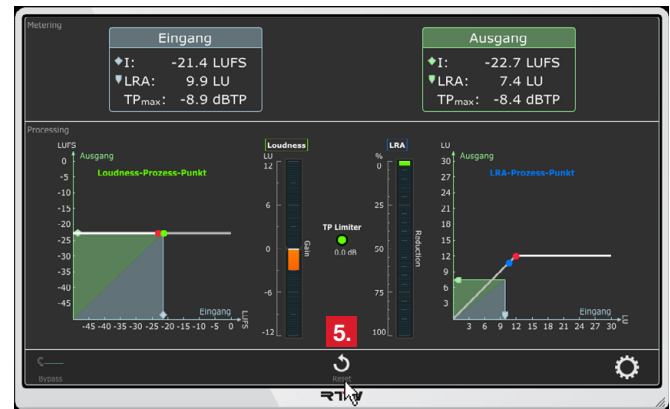 Metering
Eingang
I: -21.4 LUFS
LRA: 9.9 LU
TPmax: -8.9 dBTP
Ausgang
I: -22.7 LUFS
LRA: 7.4 LU
TPmax: -8.4 dBTP
Processing
LUFS
Ausgang
Loudness-Prozess-Punkt
0
-5
-10
-15
-20
-25
-30
-35
-40
-45
Eingang
-45 -40 -35 -30 -25 -20 -15 -10 -5 0
LUFS
Loudness
LU
12
6
0
-6
-12
Gain
TP Limiter
0.0 dB
LRA
%
0
25
50
75
100
Reduction
LU
Ausgang
LRA-Prozess-Punkt
30
27
24
21
18
15
12
9
6
3
Eingang
3 6 9 12 15 18 21 24 27 30
LU
5.
Bypass
Reset
RTW